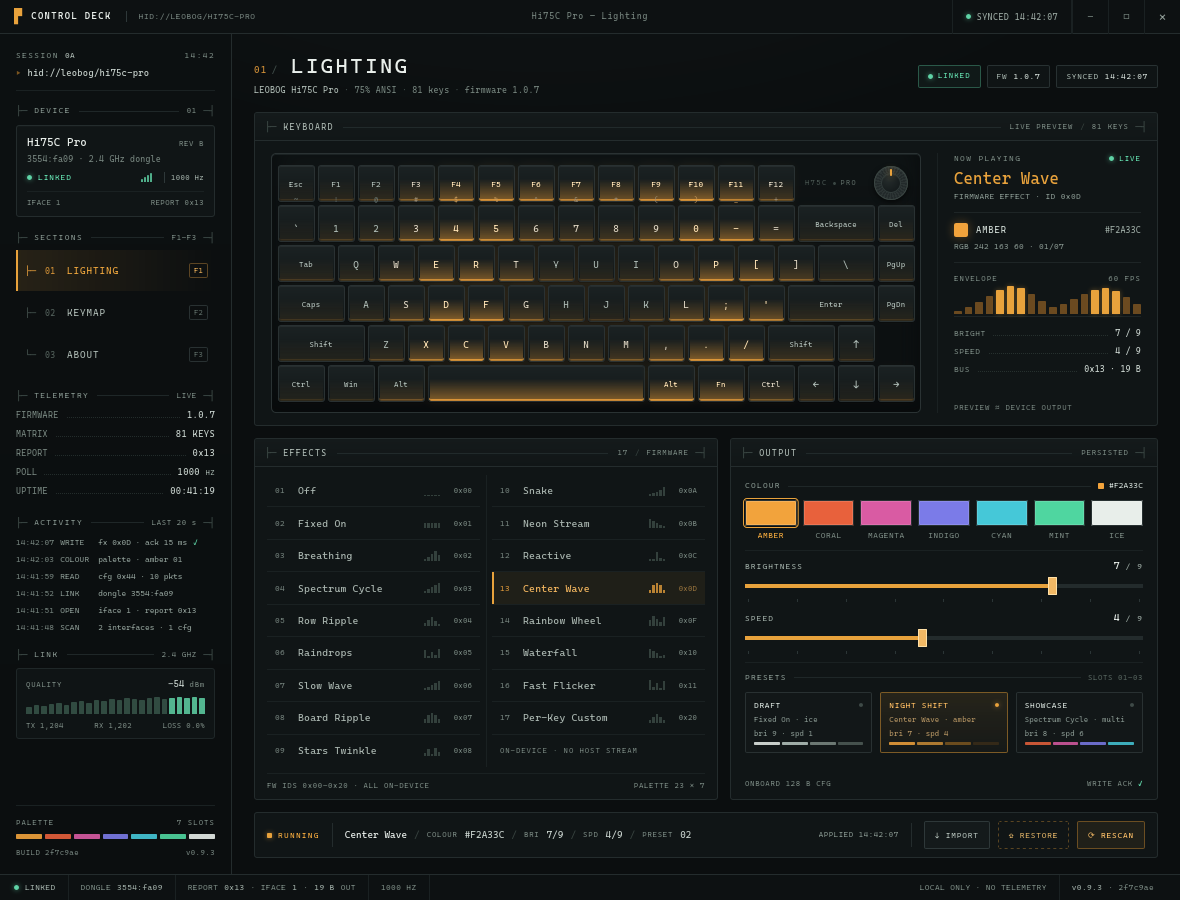 CONTROL DECK
HID://LEOBOG/HI75C-PRO
Hi75C Pro — Lighting
SYNCED 14:42:07
SESSION 0A 14:42
hid://leobog/hi75c-pro
DEVICE 01
Hi75C Pro REV B
3554:fa09 · 2.4 GHz dongle
LINKED 1000 Hz
IFACE 1 REPORT 0x13
SECTIONS F1–F3
01 LIGHTING F1
02 KEYMAP F2
03 ABOUT F3
TELEMETRY LIVE
FIRMWARE 1.0.7
MATRIX 81 KEYS
REPORT 0x13
POLL 1000 HZ
UPTIME 00:41:19
ACTIVITY LAST 20 s
14:42:07 WRITE fx 0x0D · ack 15 ms ✓
14:42:03 COLOUR palette · amber 01
14:41:59 READ cfg 0x44 · 10 pkts
14:41:52 LINK dongle 3554:fa09
14:41:51 OPEN iface 1 · report 0x13
14:41:48 SCAN 2 interfaces · 1 cfg
LINK 2.4 GHZ
QUALITY −54 dBm
TX 1,204 RX 1,202 LOSS 0.0%
PALETTE 7 SLOTS
BUILD 2f7c9ae v0.9.3
01 / LIGHTING
LEOBOG Hi75C Pro · 75% ANSI · 81 keys · firmware 1.0.7
LINKED
FW 1.0.7
SYNCED 14:42:07
KEYBOARD LIVE PREVIEW / 81 KEYS
Esc F1 F2 F3 F4 F5 F6 F7 F8 F9 F10 F11 F12 H75C PRO
` 1 2 3 4 5 6 7 8 9 0 − = Backspace Del
Tab Q W E R T Y U I O P [ ] \ PgUp
Caps A S D F G H J K L ; ' Enter PgDn
Shift Z X C V B N M , . / Shift ↑
Ctrl Win Alt Alt Fn Ctrl ← ↓ →
NOW PLAYING LIVE
Center Wave
FIRMWARE EFFECT · ID 0x0D
AMBER #F2A33C
RGB 242 163 60 · 01/07
ENVELOPE 60 FPS
BRIGHT 7 / 9
SPEED 4 / 9
BUS 0x13 · 19 B
PREVIEW = DEVICE OUTPUT
EFFECTS 17 / FIRMWARE
01 Off 0x00
02 Fixed On 0x01
03 Breathing 0x02
04 Spectrum Cycle 0x03
05 Row Ripple 0x04
06 Raindrops 0x05
07 Slow Wave 0x06
08 Board Ripple 0x07
09 Stars Twinkle 0x08
10 Snake 0x0A
11 Neon Stream 0x0B
12 Reactive 0x0C
13 Center Wave 0x0D
14 Rainbow Wheel 0x0F
15 Waterfall 0x10
16 Fast Flicker 0x11
17 Per-Key Custom 0x20
ON-DEVICE · NO HOST STREAM
FW IDS 0x00–0x20 · ALL ON-DEVICE PALETTE 23 × 7
OUTPUT PERSISTED
COLOUR #F2A33C
AMBER CORAL MAGENTA INDIGO CYAN MINT ICE
BRIGHTNESS 7 / 9
SPEED 4 / 9
PRESETS SLOTS 01–03
DRAFT
Fixed On · ice
bri 9 · spd 1
NIGHT SHIFT
Center Wave · amber
bri 7 · spd 4
SHOWCASE
Spectrum Cycle · multi
bri 8 · spd 6
ONBOARD 128 B CFG WRITE ACK ✓
RUNNING
Center Wave / COLOUR #F2A33C / BRI 7/9 / SPD 4/9 / PRESET 02
APPLIED 14:42:07
↓ IMPORT
RESTORE
⟳ RESCAN
LINKED
DONGLE 3554:fa09
REPORT 0x13 · IFACE 1 · 19 B OUT
1000 HZ
LOCAL ONLY · NO TELEMETRY
v0.9.3 · 2f7c9ae